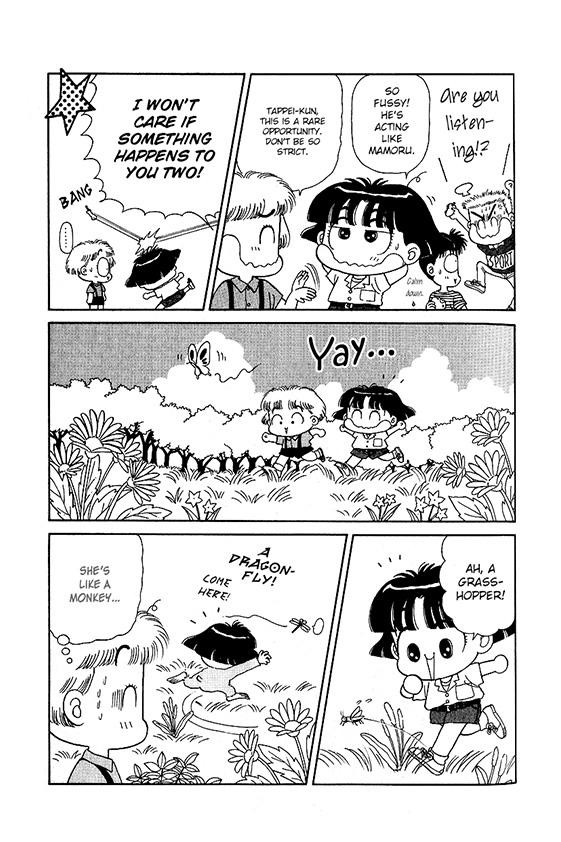 Are you
listen-
ing!?
SO
FUSSY!
HE'S
ACTING
LIKE
MAMORU.
Calm
down.
TAPPEI-KUN,
THIS IS A RARE
OPPORTUNITY.
DON'T BE SO
STRICT.
I WON'T
CARE IF
SOMETHING
HAPPENS TO
YOU TWO!
BANG
Yay...
AH, A
GRASS-
HOPPER!
A
DRAGON-
FLY!
COME
HERE!
SHE'S
LIKE A
MONKEY...